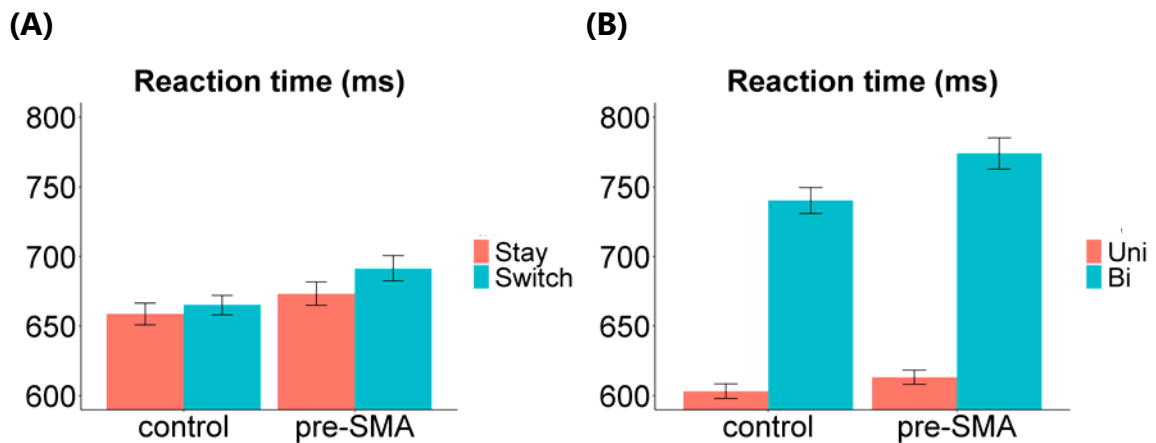 (A)
Reaction time (ms)
800
750
700
650
600
control pre-SMA
Stay
Switch
(B)
Reaction time (ms)
800
750
700
650
600
control pre-SMA
Uni
Bi